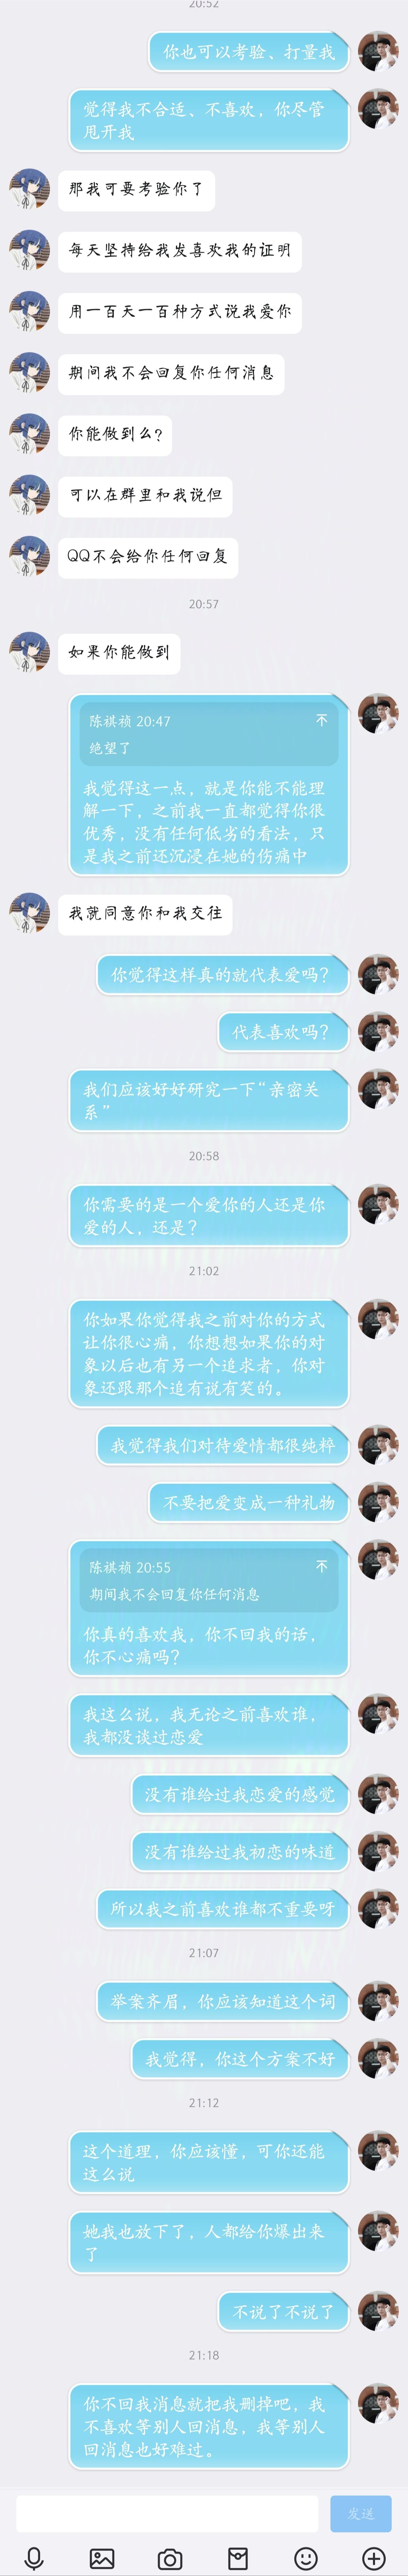 20:52
你也可以考验、打量我
觉得我不合适、不喜欢，你尽管
甩开我
那我可要考验你了
每天坚持给我发喜欢我的证明
用一百天一百种方式说我爱你
期间我不会回复你任何消息
你能做到么？
可以在群里和我说但
QQ不会给你任何回复
20:57
如果你能做到
陈祺祯 20:47
绝望了
我觉得这一点，就是你能不能理
解一下，之前我一直都觉得你很
优秀，没有任何低劣的看法，只
是我之前还沉浸在她的伤痛中
我就同意你和我交往
你觉得这样真的就代表爱吗？
代表喜欢吗？
我们应该好好研究一下“亲密关
系”
20:58
你需要的是一个爱你的人还是你
爱的人，还是？
21:02
你如果你觉得我之前对你的方式
让你很心痛，你想想如果你的对
象以后也有另一个追求者，你对
象还跟那个追有说有笑的。
我觉得我们对待爱情都很纯粹
不要把爱变成一种礼物
陈祺祯 20:55
期间我不会回复你任何消息
你真的喜欢我，你不回我的话，
你不心痛吗？
我这么说，我无论之前喜欢谁，
我都没谈过恋爱
没有谁给过我恋爱的感觉
没有谁给过我初恋的味道
所以我之前喜欢谁都不重要呀
21:07
举案齐眉，你应该知道这个词
我觉得，你这个方案不好
21:12
这个道理，你应该懂，可你还能
这么说
她我也放下了，人都给你爆出来
了
不说了不说了
21:18
你不回我消息就把我删掉吧，我
不喜欢等别人回消息，我等别人
回消息也好难过。
发送